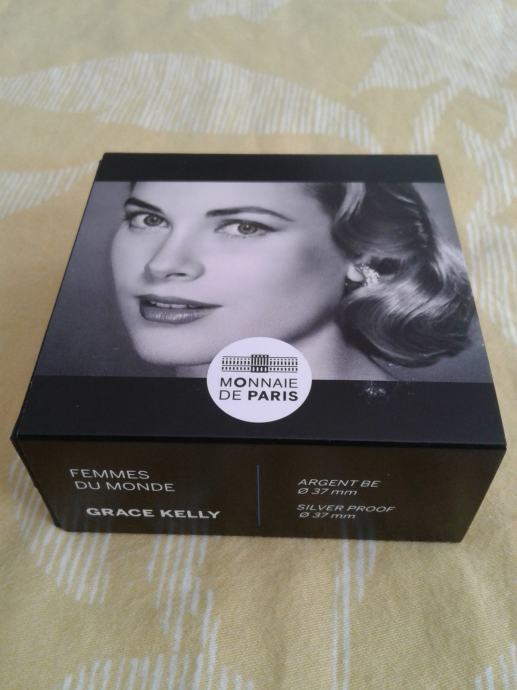 MONNAIE
DE PARIS
FEMMES
DU MONDE
GRACE KELLY
ARGENT BE
Ø 37 mm
SILVER PROOF
Ø 37 mm